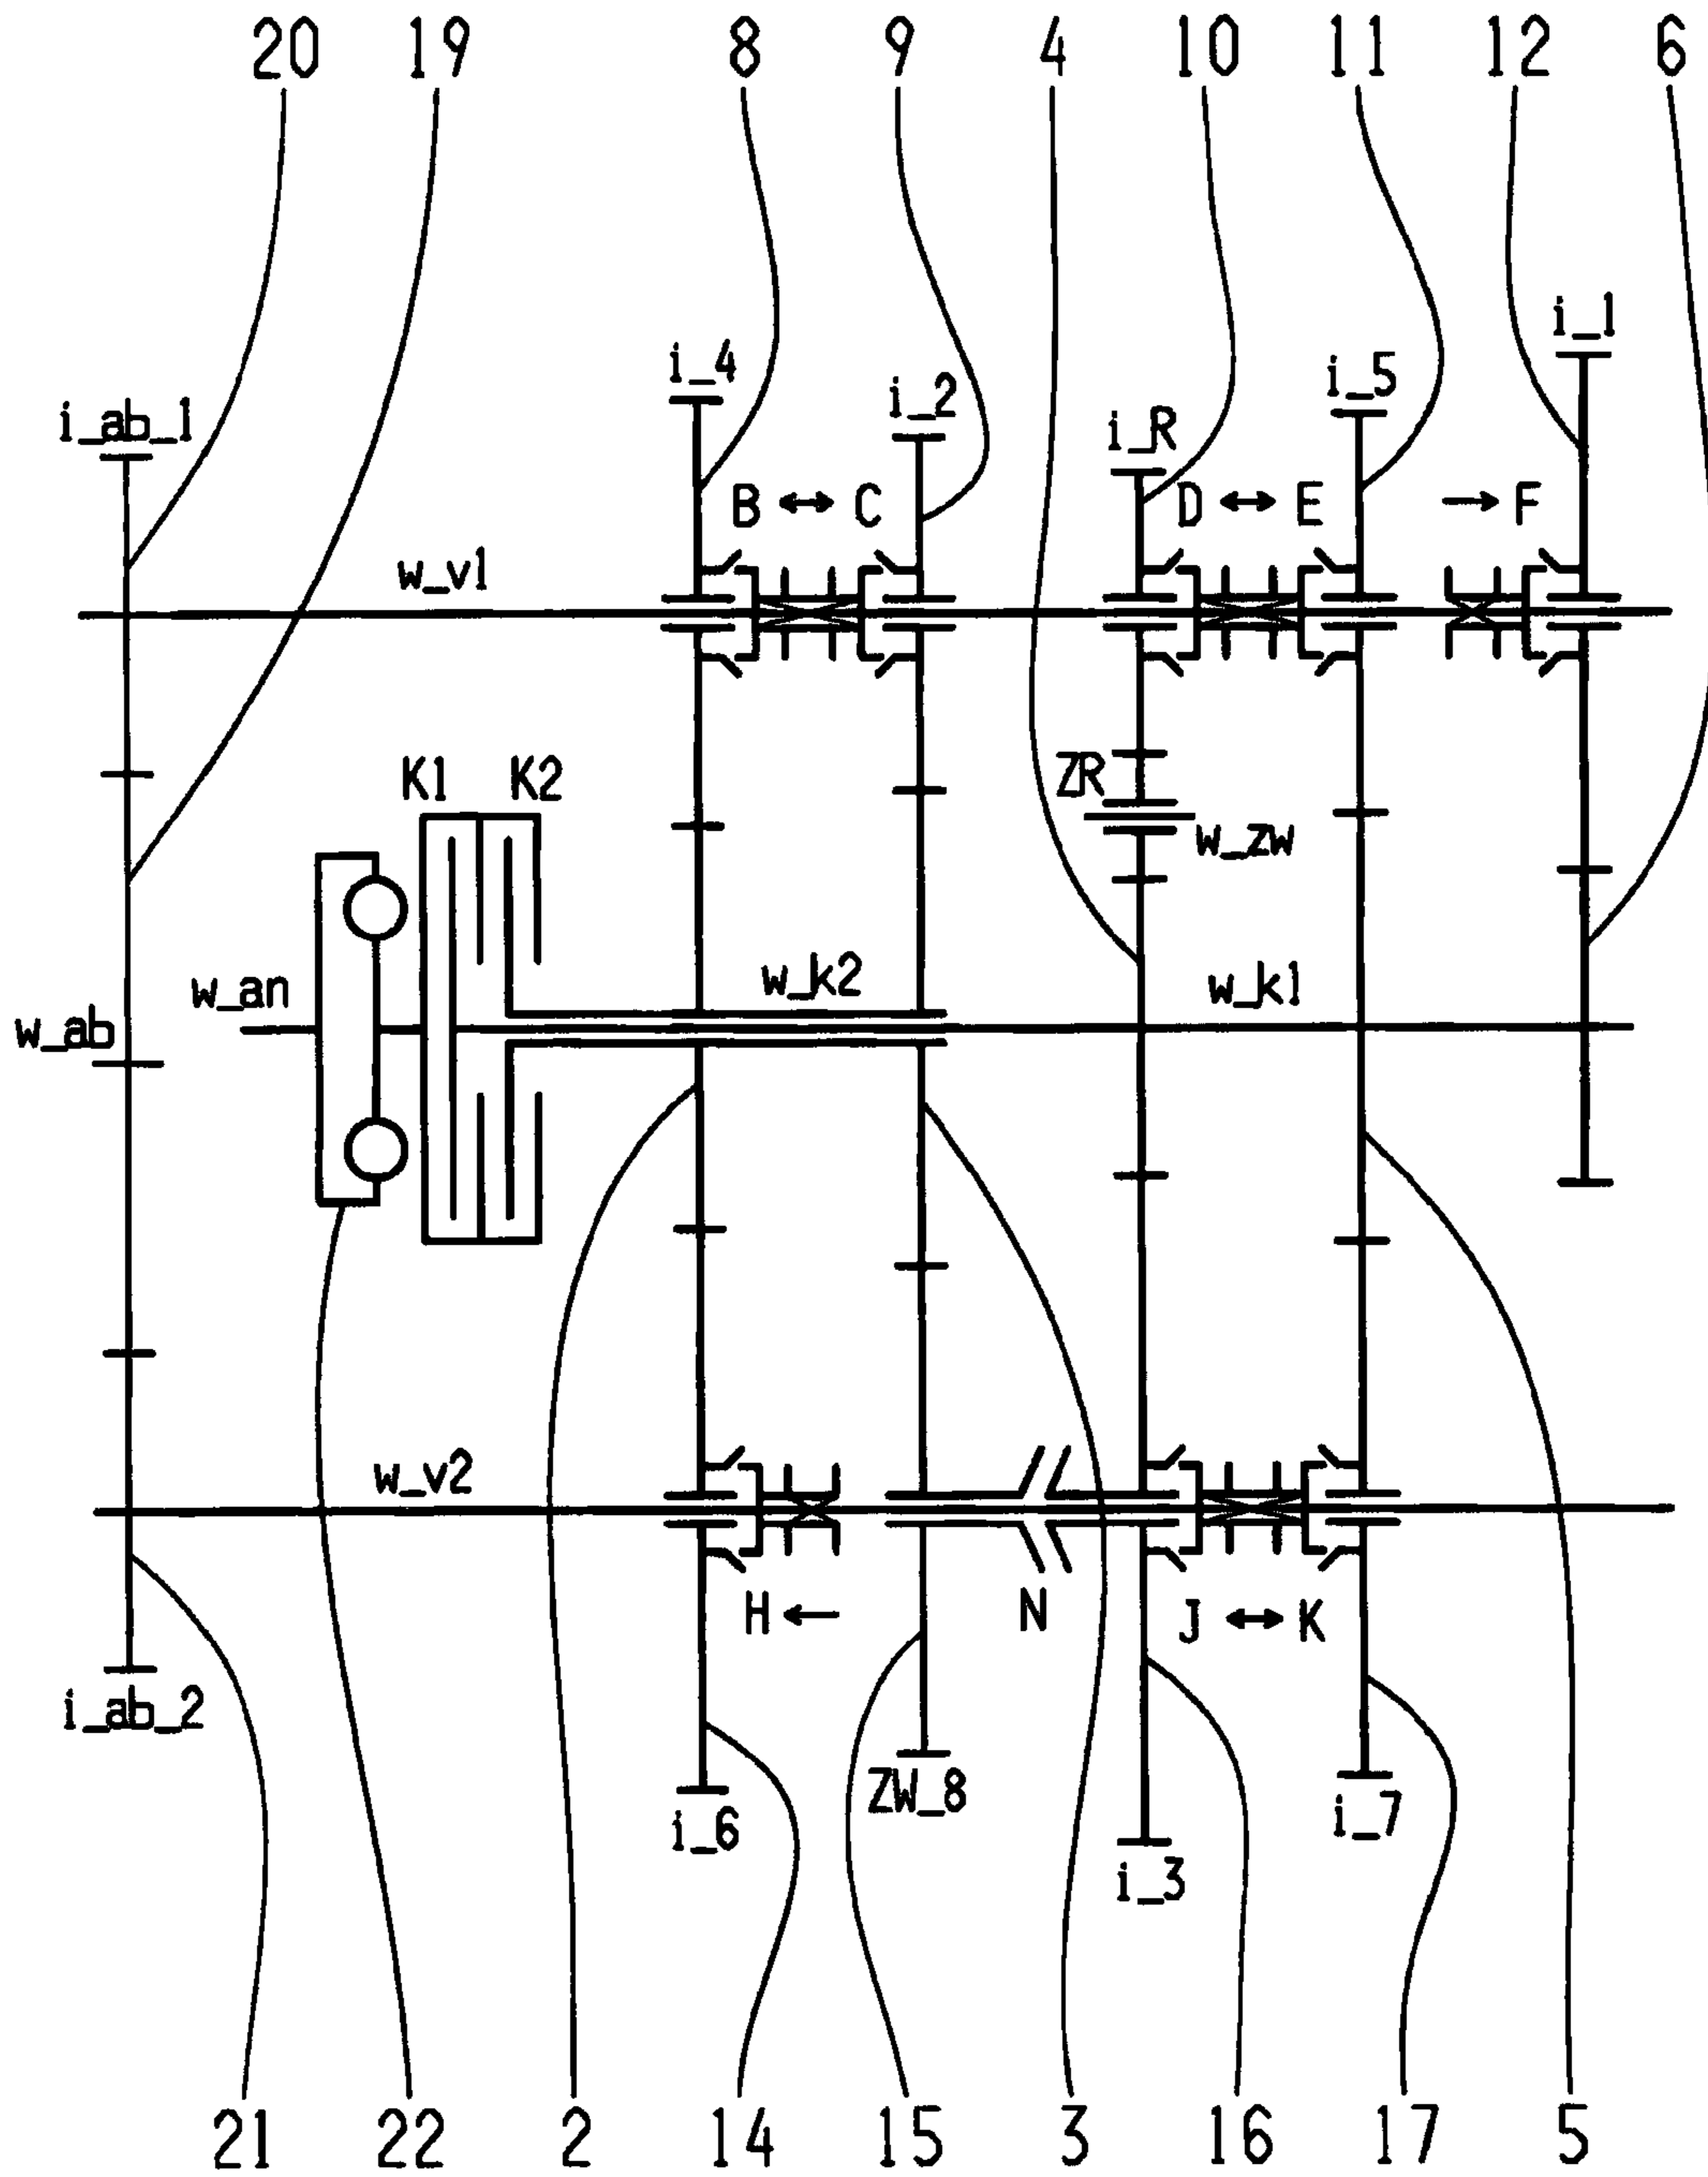 20 19 8 9 4 10 11 12 6
i_1
i_4
i_5
i_2
i_ab_1
i_R
B C D E F
w_v1
ZR
K1 K2
w_zw
w_k2
w_an
w_k1
w_ab
w_v2
H N J K
i_ab_2
ZW_8
i_7
i_6
i_3
21 22 2 14 15 3 16 17 5